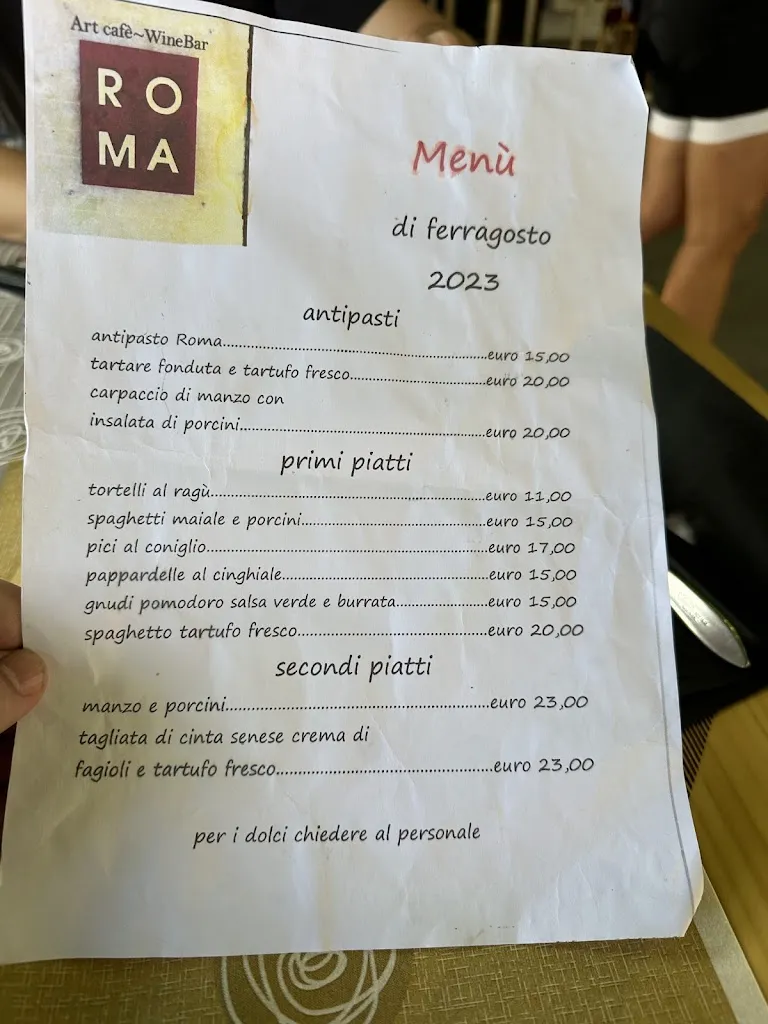 Art cafè~WineBar
RO
MA
Menù
di ferragosto
2023
antipasti
antipasto Roma...............................................................euro 15,00
tartare fonduta e tartufo fresco................................euro 20,00
carpaccio di manzo con
insalata di porcini..........................................................euro 20,00
primi piatti
tortelli al ragù.................................................................euro 11,00
spaghetti maiale e porcini............................................euro 15,00
pici al coniglio...................................................................euro 17,00
pappardelle al cinghiale.................................................euro 15,00
gnudi pomodoro salsa verde e burrata......................euro 15,00
spaghetto tartufo fresco.............................................euro 20,00
secondi piatti
manzo e porcini...............................................................euro 23,00
tagliata di cinta senese crema di
fagioli e tartufo fresco...................................................euro 23,00
per i dolci chiedere al personale